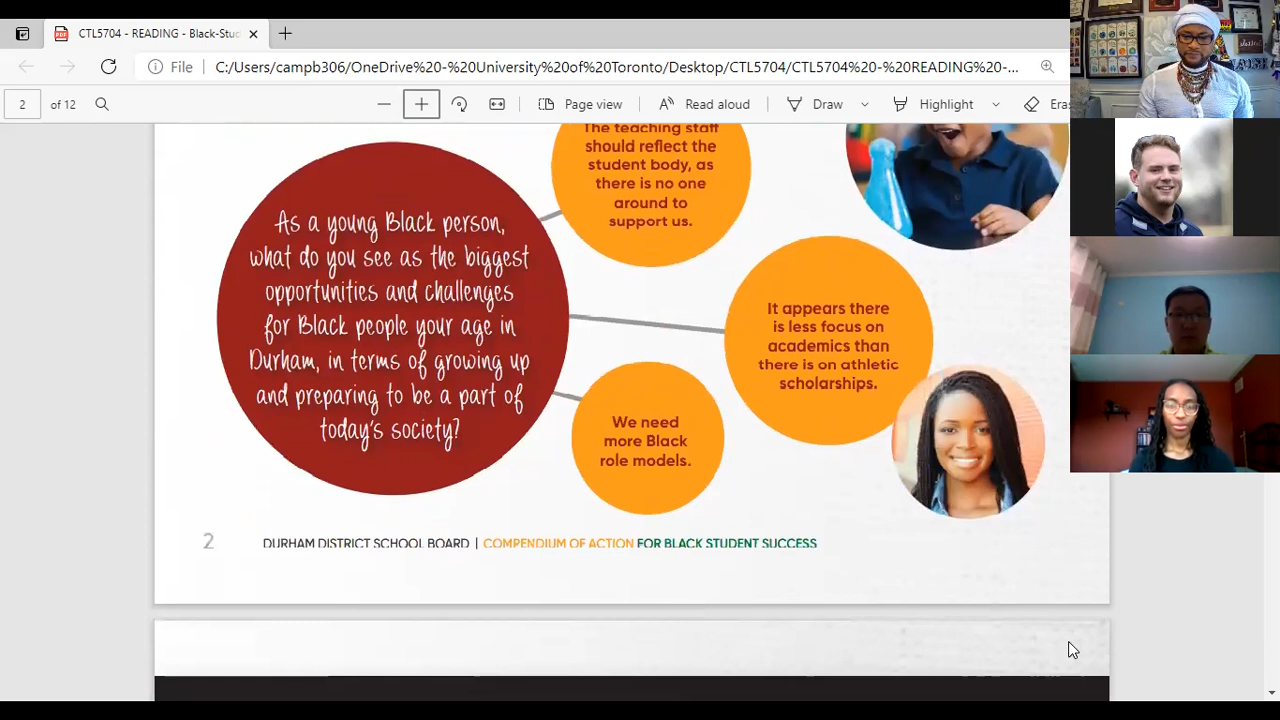 CTL5704 - READING - Black-Stu
File
C:/Users/campb306/OneDrive%20-%20University%20of%20Toronto/Desktop/CTL5704/CTL5704%20-%20READING%20-...
2
of 12
Page view
Read aloud
Draw
Highlight
Era
The teaching staff
should reflect the
student body, as
there is no one
around to
support us.
As a young Black person,
what do you see as the biggest
opportunities and challenges
for Black people your age in
Durham, in terms of growing up
and preparing to be a part of
today's society?
It appears there
is less focus on
academics than
there is on athletic
scholarships.
We need
more Black
role models.
2
DURHAM DISTRICT SCHOOL BOARD | COMPENDIUM OF ACTION FOR BLACK STUDENT SUCCESS